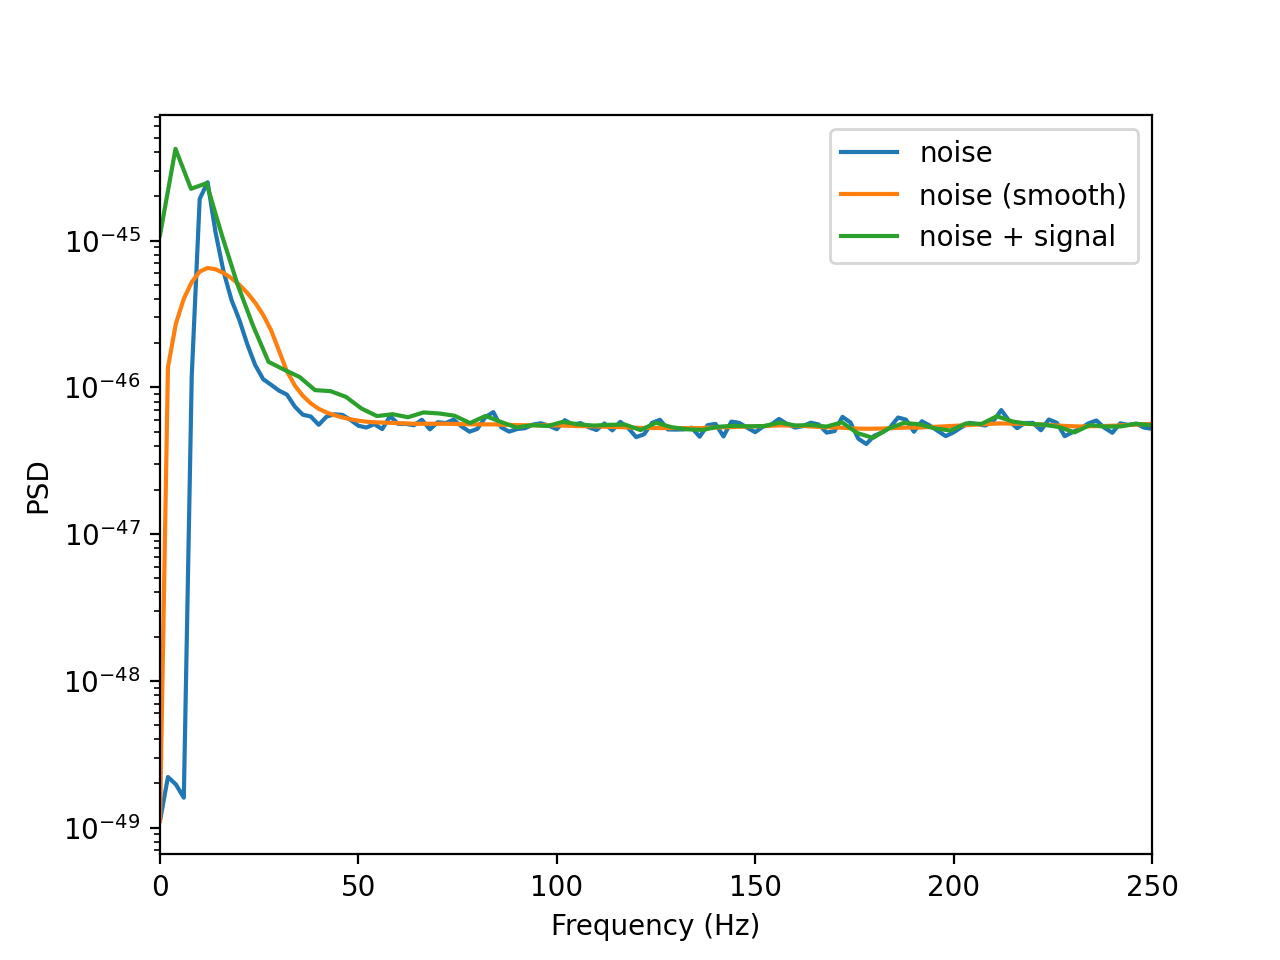 noise
noise (smooth)
noise + signal
10⁻⁴⁵
10⁻⁴⁶
10⁻⁴⁷
10⁻⁴⁸
10⁻⁴⁹
PSD
0 50 100 150 200 250
Frequency (Hz)